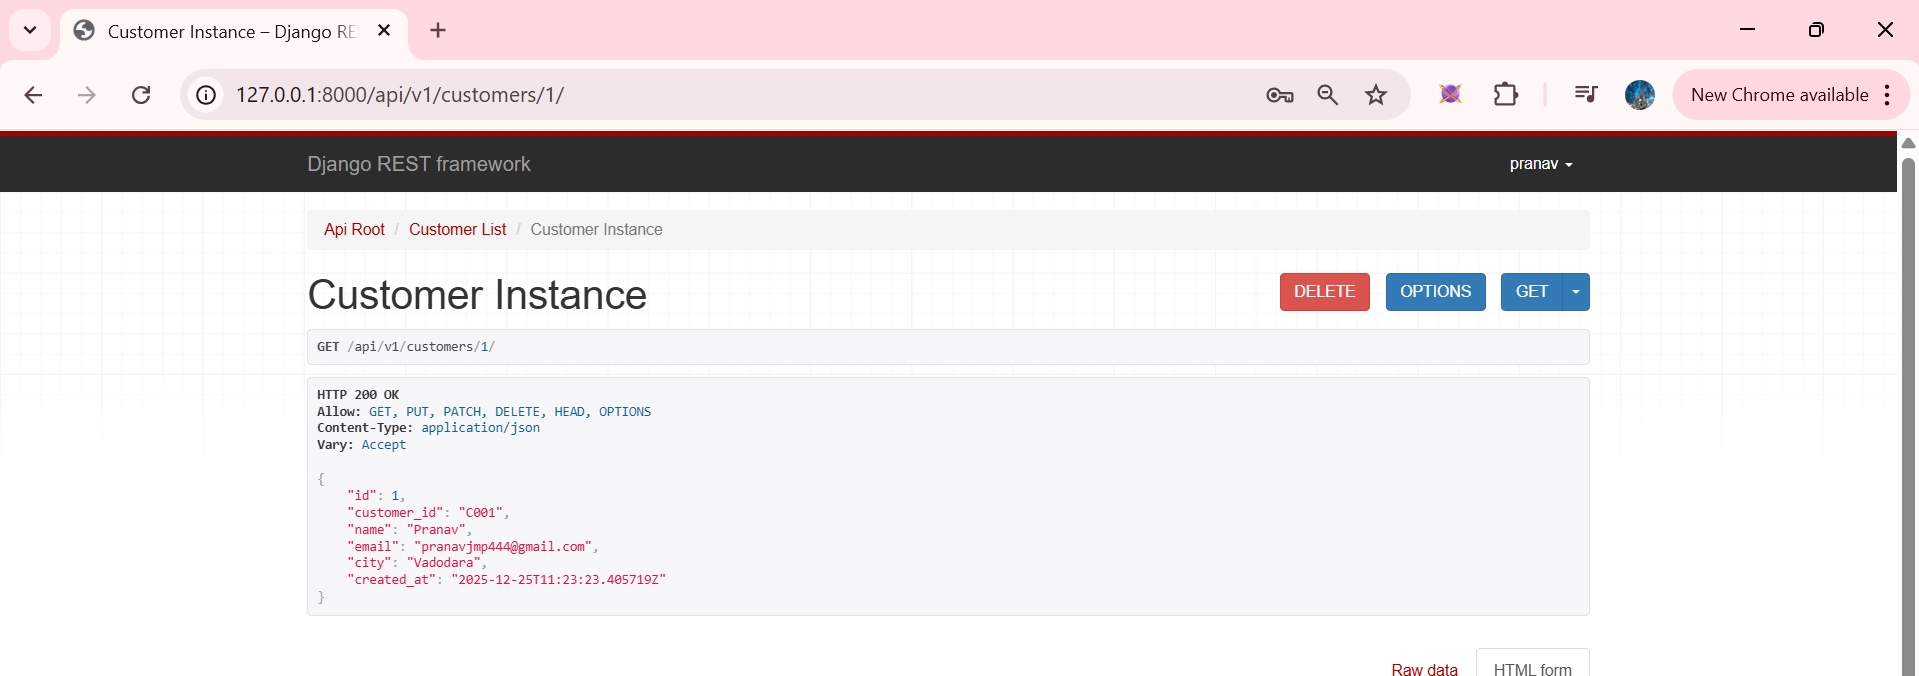 Customer Instance – Django RE
127.0.0.1:8000/api/v1/customers/1/
New Chrome available
Django REST framework
pranav
Api Root / Customer List / Customer Instance
Customer Instance
DELETE
OPTIONS
GET
GET /api/v1/customers/1/
HTTP 200 OK
Allow: GET, PUT, PATCH, DELETE, HEAD, OPTIONS
Content-Type: application/json
Vary: Accept
{
    "id": 1,
    "customer_id": "C001",
    "name": "Pranav",
    "email": "pranavjmp444@gmail.com",
    "city": "Vadodara",
    "created_at": "2025-12-25T11:23:23.405719Z"
}
Raw data
HTML form